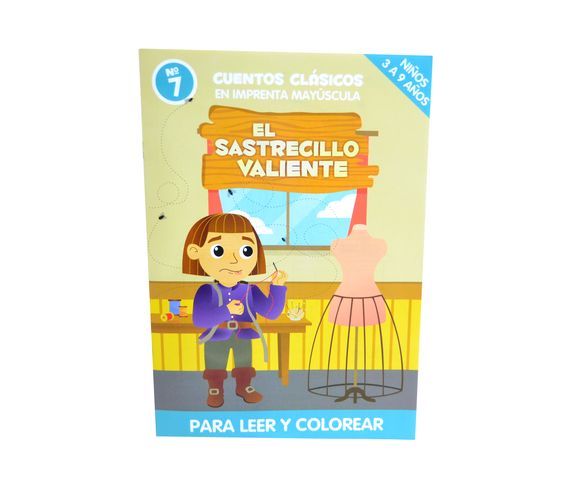 Nº
7
CUENTOS CLÁSICOS
EN IMPRENTA MAYÚSCULA
NIÑOS
3 A 9 AÑOS
EL
SASTRECILLO
VALIENTE
PARA LEER Y COLOREAR